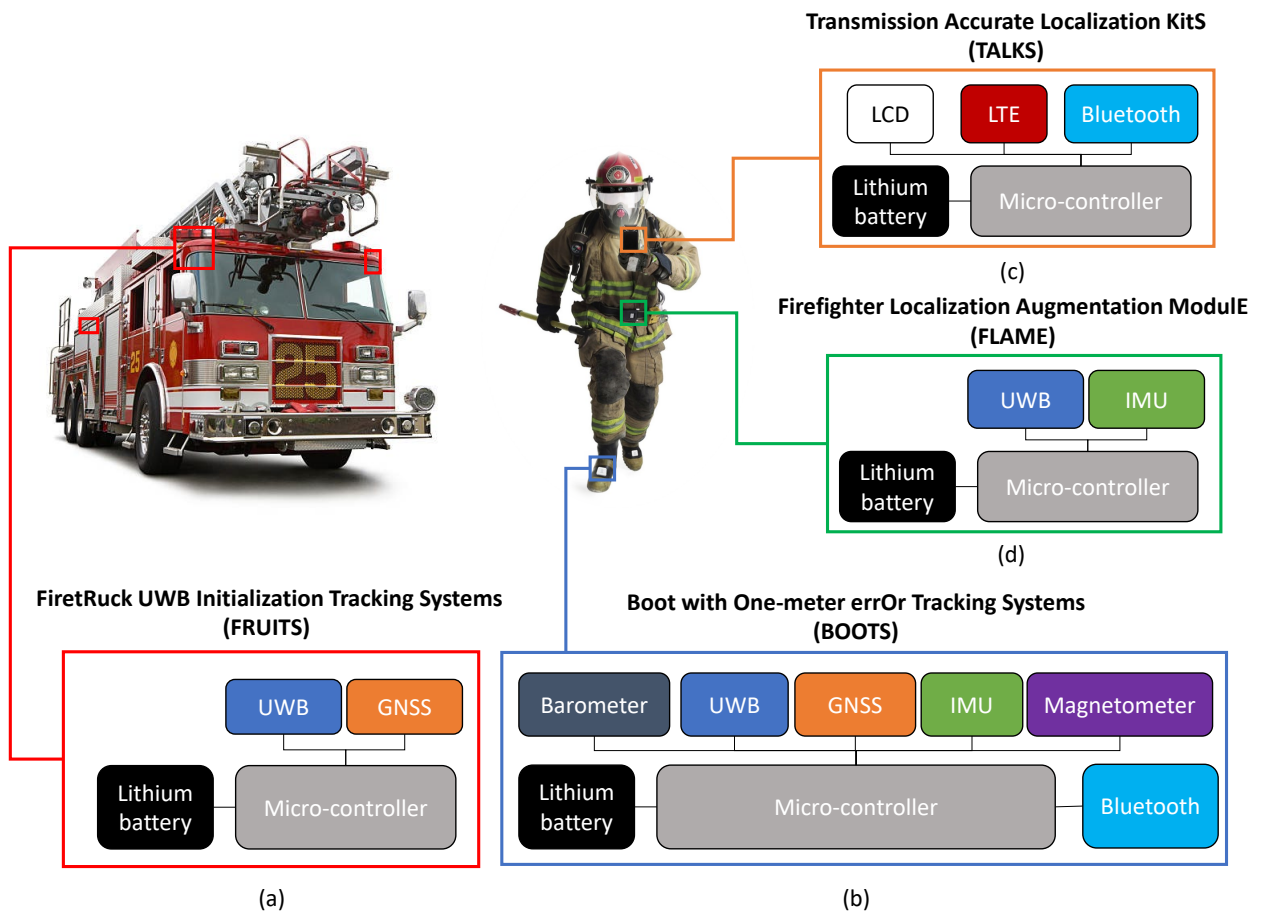 Transmission Accurate Localization KitS
(TALKS)
LCD
LTE
Bluetooth
Lithium
battery
Micro-controller
(c)
25
25
Firefighter Localization Augmentation ModulE
(FLAME)
UWB
IMU
Lithium
battery
Micro-controller
(d)
FiretRuck UWB Initialization Tracking Systems
(FRUITS)
UWB
GNSS
Lithium
battery
Micro-controller
(a)
Boot with One-meter errOr Tracking Systems
(BOOTS)
Barometer
UWB
GNSS
IMU
Magnetometer
Lithium
battery
Micro-controller
Bluetooth
(b)